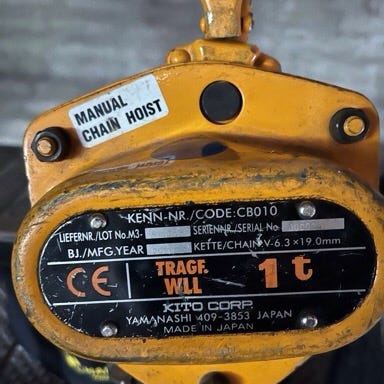 MANUAL
CHAIN HOIST
KENN-NR./CODE:CB010
LIEFERNR./LOT No.M3- SERIENNR./SERIAL No
BJ./MFG.YEAR KETTE/CHAIN:V-6.3×19.0mm
CE TRAGF. 1t
WLL
KITO CORP.
YAMANASHI 409-3853 JAPAN
MADE IN JAPAN